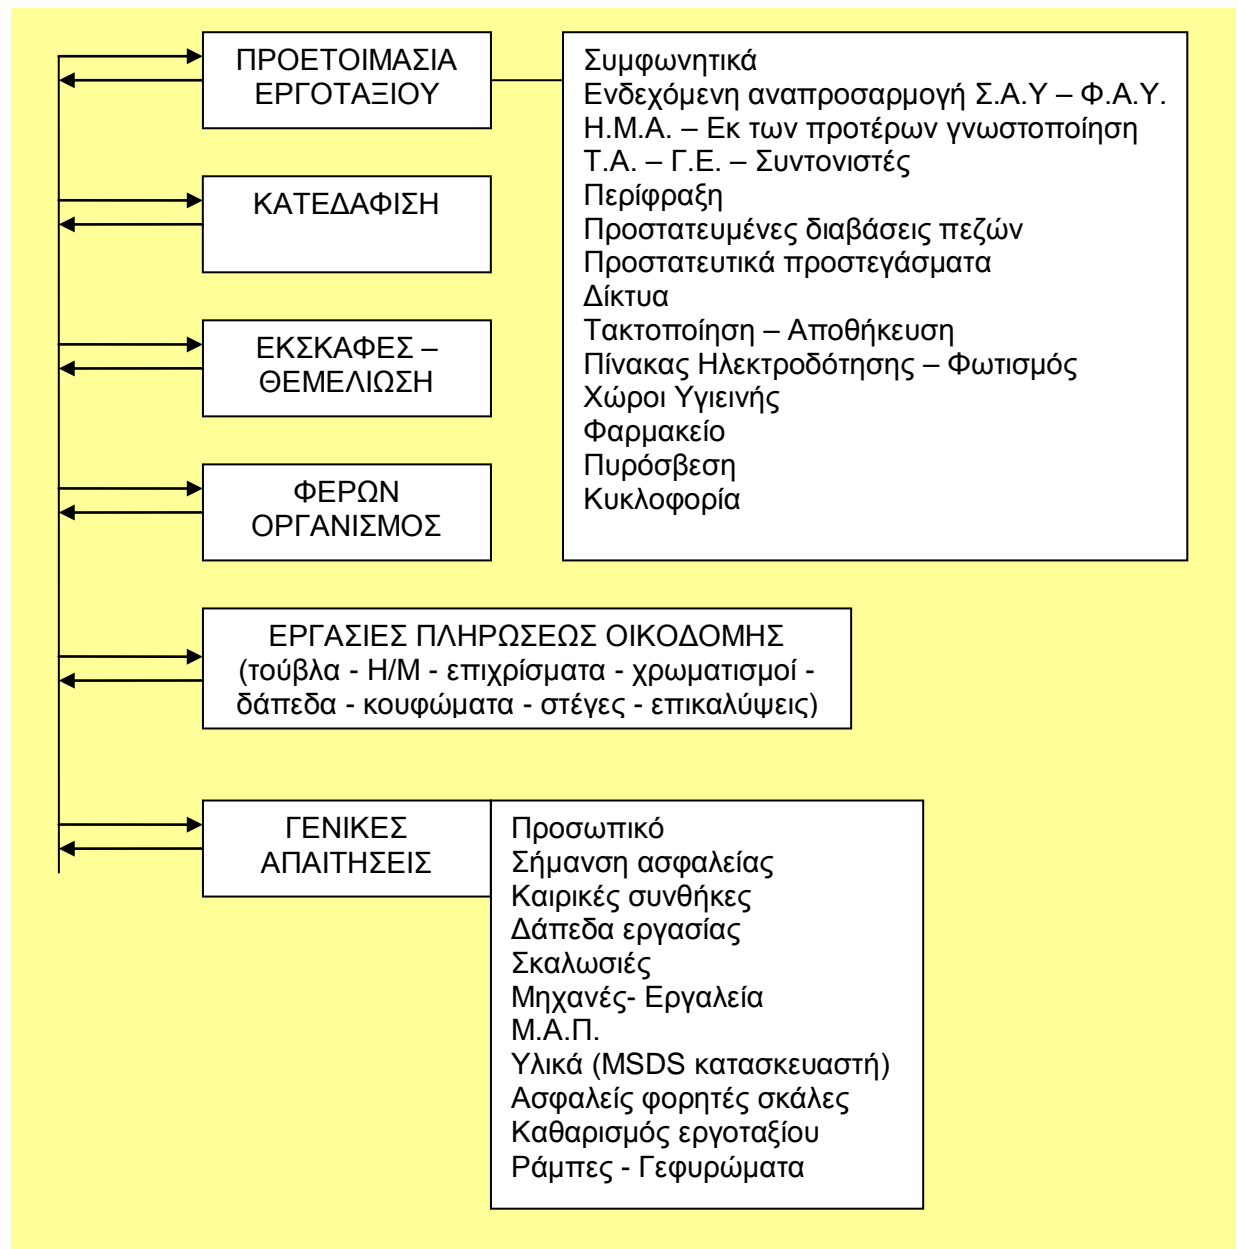 ΠΡΟΕΤΟΙΜΑΣΙΑ
ΕΡΓΟΤΑΞΙΟΥ
Συμφωνητικά
Ενδεχόμενη αναπροσαρμογή Σ.Α.Υ – Φ.Α.Υ.
Η.Μ.Α. – Εκ των προτέρων γνωστοποίηση
Τ.Α. – Γ.Ε. – Συντονιστές
Περίφραξη
Προστατευμένες διαβάσεις πεζών
Προστατευτικά προστεγάσματα
Δίκτυα
Τακτοποίηση – Αποθήκευση
Πίνακας Ηλεκτροδότησης – Φωτισμός
Χώροι Υγιεινής
Φαρμακείο
Πυρόσβεση
Κυκλοφορία
ΚΑΤΕΔΑΦΙΣΗ
ΕΚΣΚΑΦΕΣ –
ΘΕΜΕΛΙΩΣΗ
ΦΕΡΩΝ
ΟΡΓΑΝΙΣΜΟΣ
ΕΡΓΑΣΙΕΣ ΠΛΗΡΩΣΕΩΣ ΟΙΚΟΔΟΜΗΣ
(τούβλα - Η/Μ - επιχρίσματα - χρωματισμοί -
δάπεδα - κουφώματα - στέγες - επικαλύψεις)
ΓΕΝΙΚΕΣ
ΑΠΑΙΤΗΣΕΙΣ
Προσωπικό
Σήμανση ασφαλείας
Καιρικές συνθήκες
Δάπεδα εργασίας
Σκαλωσιές
Μηχανές- Εργαλεία
Μ.Α.Π.
Υλικά (MSDS κατασκευαστή)
Ασφαλείς φορητές σκάλες
Καθαρισμός εργοταξίου
Ράμπες - Γεφυρώματα